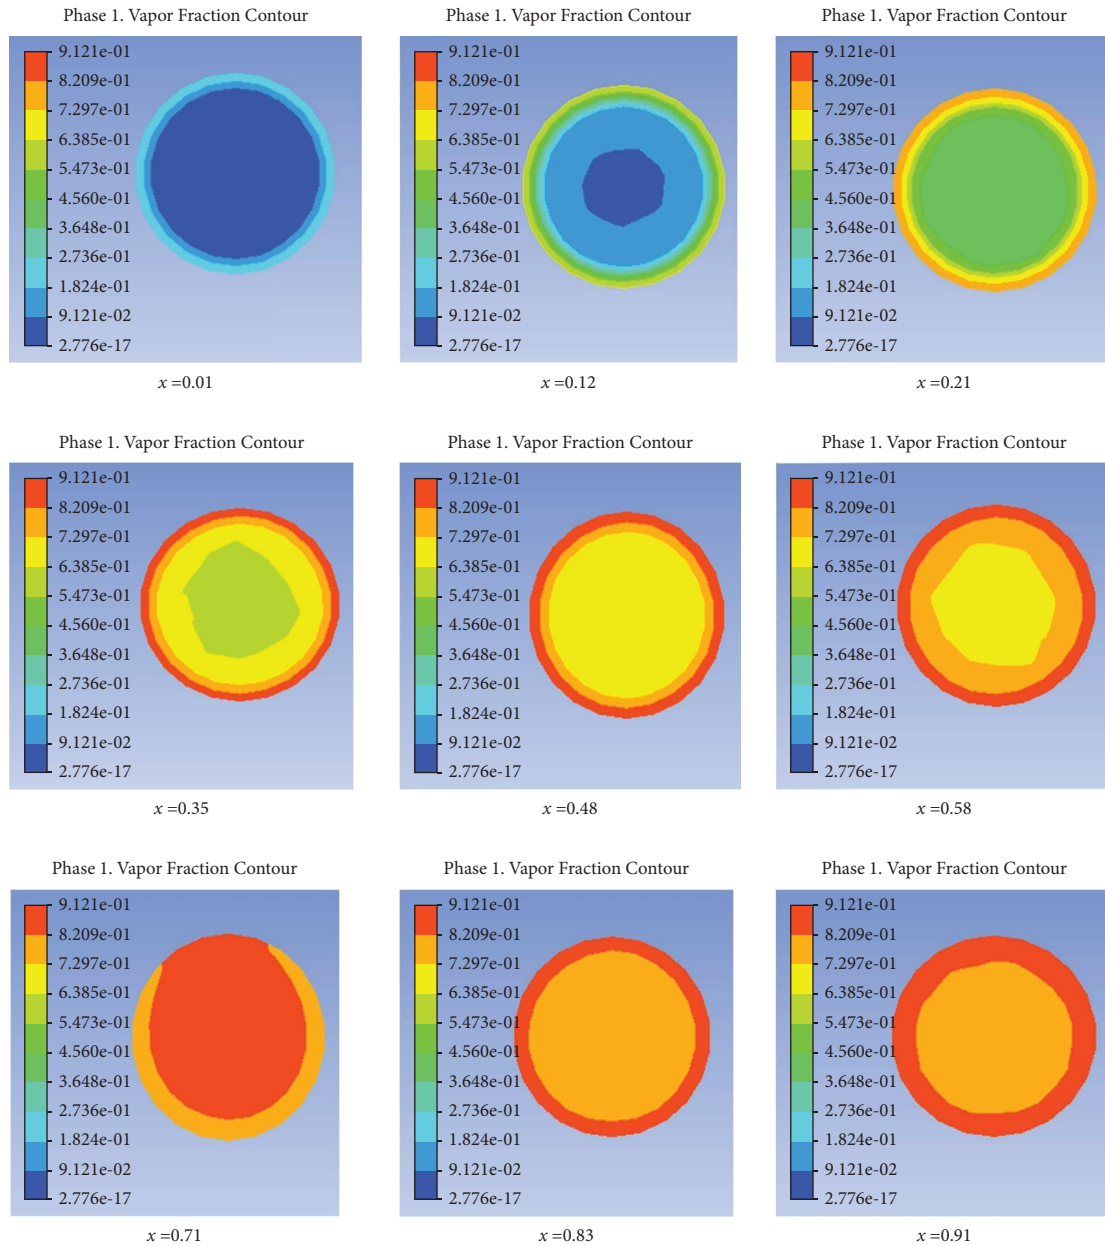 Phase 1. Vapor Fraction Contour
9.121e-01
8.209e-01
7.297e-01
6.385e-01
5.473e-01
4.560e-01
3.648e-01
2.736e-01
1.824e-01
9.121e-02
2.776e-17
x =0.01
Phase 1. Vapor Fraction Contour
9.121e-01
8.209e-01
7.297e-01
6.385e-01
5.473e-01
4.560e-01
3.648e-01
2.736e-01
1.824e-01
9.121e-02
2.776e-17
x =0.12
Phase 1. Vapor Fraction Contour
9.121e-01
8.209e-01
7.297e-01
6.385e-01
5.473e-01
4.560e-01
3.648e-01
2.736e-01
1.824e-01
9.121e-02
2.776e-17
x =0.21
Phase 1. Vapor Fraction Contour
9.121e-01
8.209e-01
7.297e-01
6.385e-01
5.473e-01
4.560e-01
3.648e-01
2.736e-01
1.824e-01
9.121e-02
2.776e-17
x =0.35
Phase 1. Vapor Fraction Contour
9.121e-01
8.209e-01
7.297e-01
6.385e-01
5.473e-01
4.560e-01
3.648e-01
2.736e-01
1.824e-01
9.121e-02
2.776e-17
x =0.48
Phase 1. Vapor Fraction Contour
9.121e-01
8.209e-01
7.297e-01
6.385e-01
5.473e-01
4.560e-01
3.648e-01
2.736e-01
1.824e-01
9.121e-02
2.776e-17
x =0.58
Phase 1. Vapor Fraction Contour
9.121e-01
8.209e-01
7.297e-01
6.385e-01
5.473e-01
4.560e-01
3.648e-01
2.736e-01
1.824e-01
9.121e-02
2.776e-17
x =0.71
Phase 1. Vapor Fraction Contour
9.121e-01
8.209e-01
7.297e-01
6.385e-01
5.473e-01
4.560e-01
3.648e-01
2.736e-01
1.824e-01
9.121e-02
2.776e-17
x =0.83
Phase 1. Vapor Fraction Contour
9.121e-01
8.209e-01
7.297e-01
6.385e-01
5.473e-01
4.560e-01
3.648e-01
2.736e-01
1.824e-01
9.121e-02
2.776e-17
x =0.91